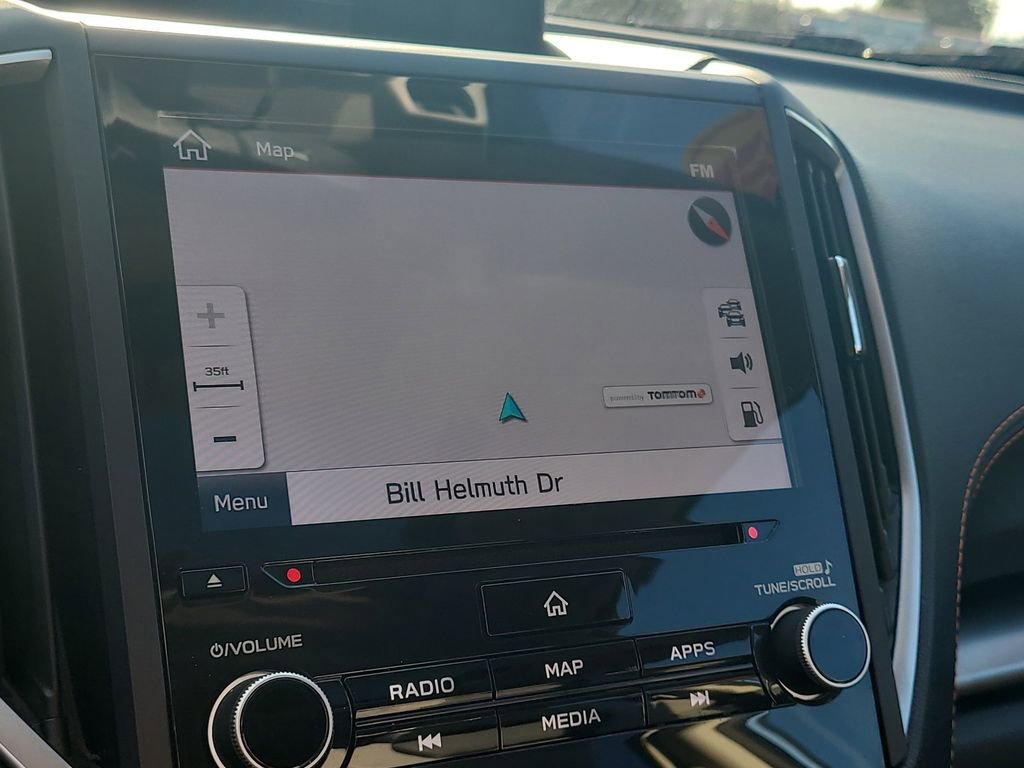 Map
FM
35ft
powered by TOMTOM
Menu
Bill Helmuth Dr
HOLD
TUNE/SCROLL
/VOLUME
RADIO
MAP
APPS
MEDIA